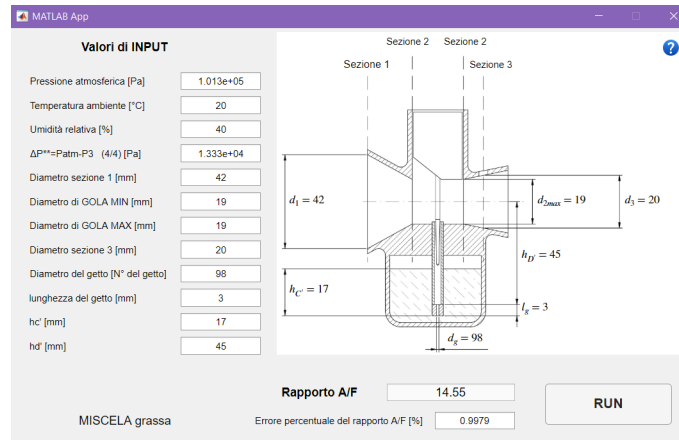 MATLAB App
Valori di INPUT
Pressione atmosferica [Pa] 1.013e+05
Temperatura ambiente [°C] 20
Umidità relativa [%] 40
ΔP**=Patm-P3 (4/4) [Pa] 1.333e+04
Diametro sezione 1 [mm] 42
Diametro di GOLA MIN [mm] 19
Diametro di GOLA MAX [mm] 19
Diametro sezione 3 [mm] 20
Diametro del getto [N° del getto] 98
lunghezza del getto [mm] 3
hc' [mm] 17
hd' [mm] 45
Sezione 2 Sezione 2
Sezione 1 Sezione 3
?
d1 = 42
d2max = 19
d3 = 20
hD' = 45
hC' = 17
lg = 3
dg = 98
Rapporto A/F 14.55
RUN
MISCELA grassa
Errore percentuale del rapporto A/F [%] 0.9979